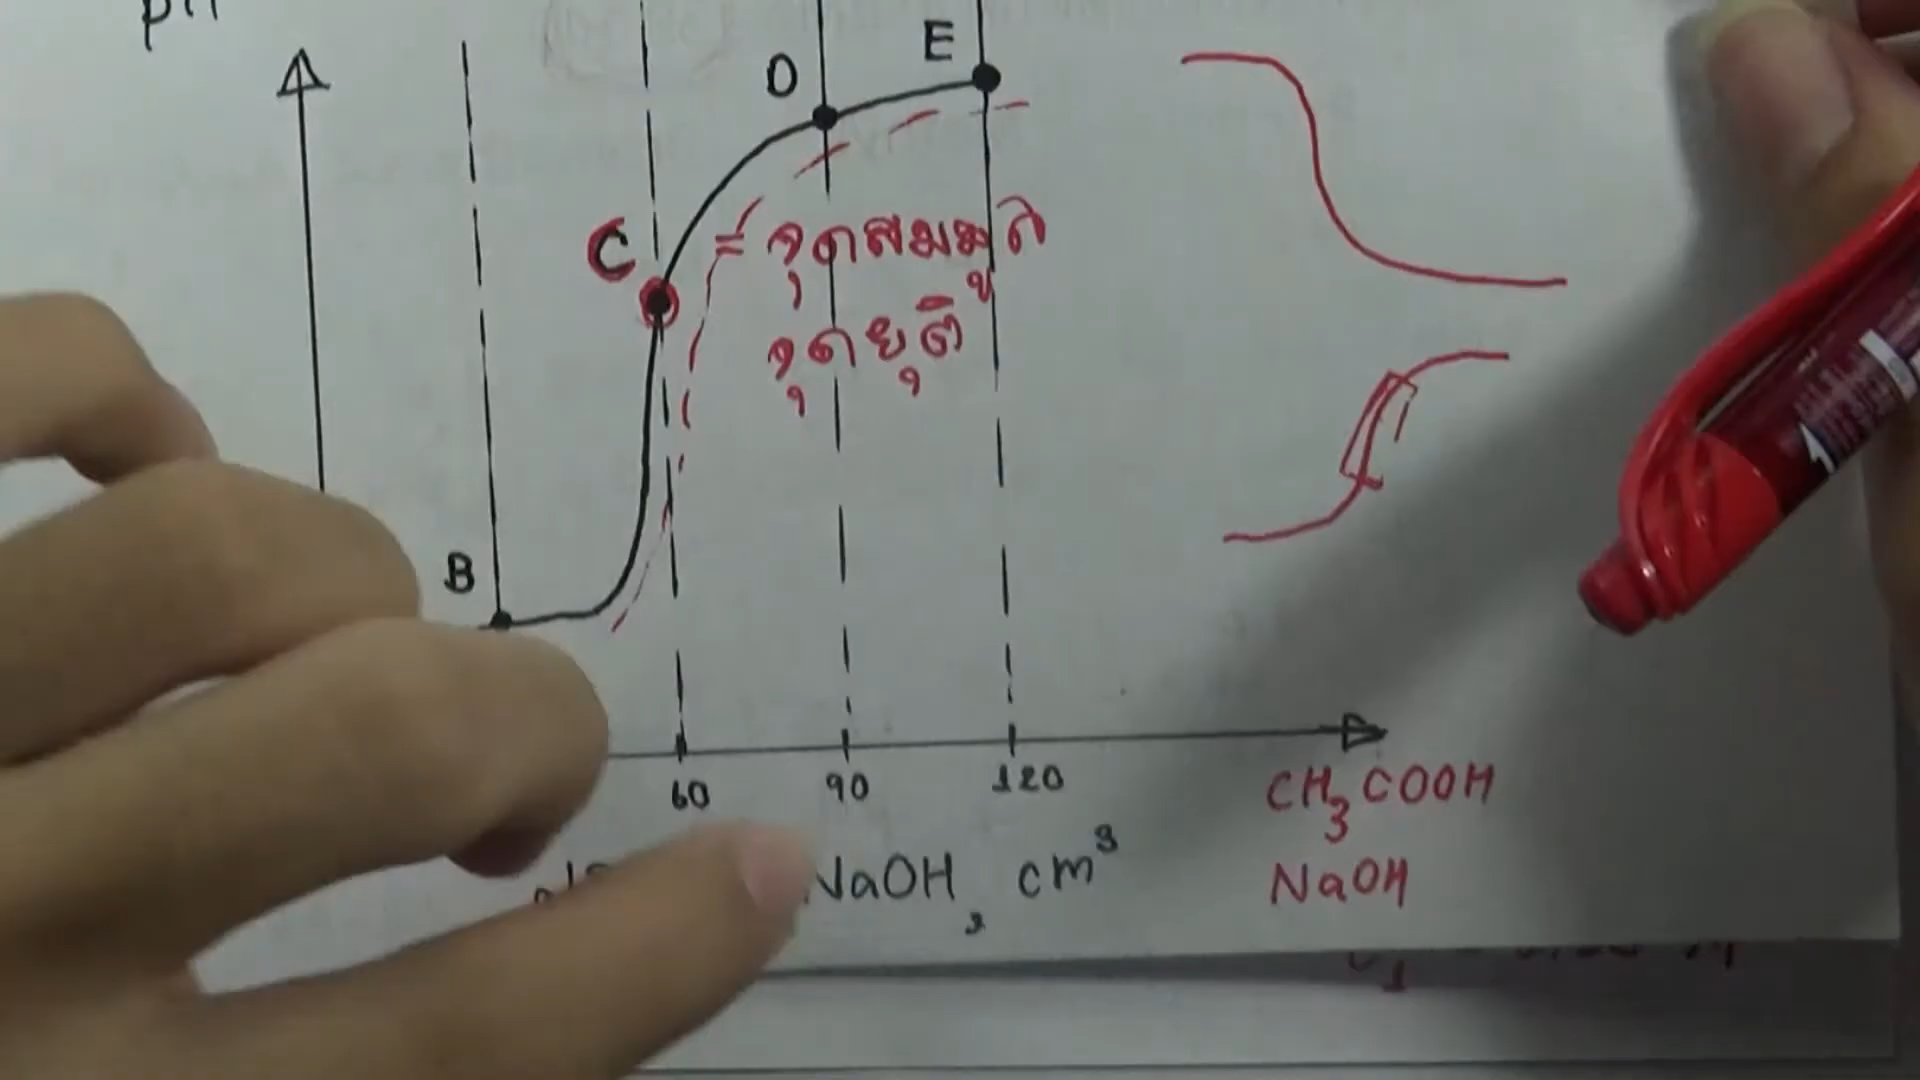 pH
E
D
C = จุดสมมูล
จุดยุติ
B
60 90 120
NaOH, cm³
CH₃COOH
NaOH